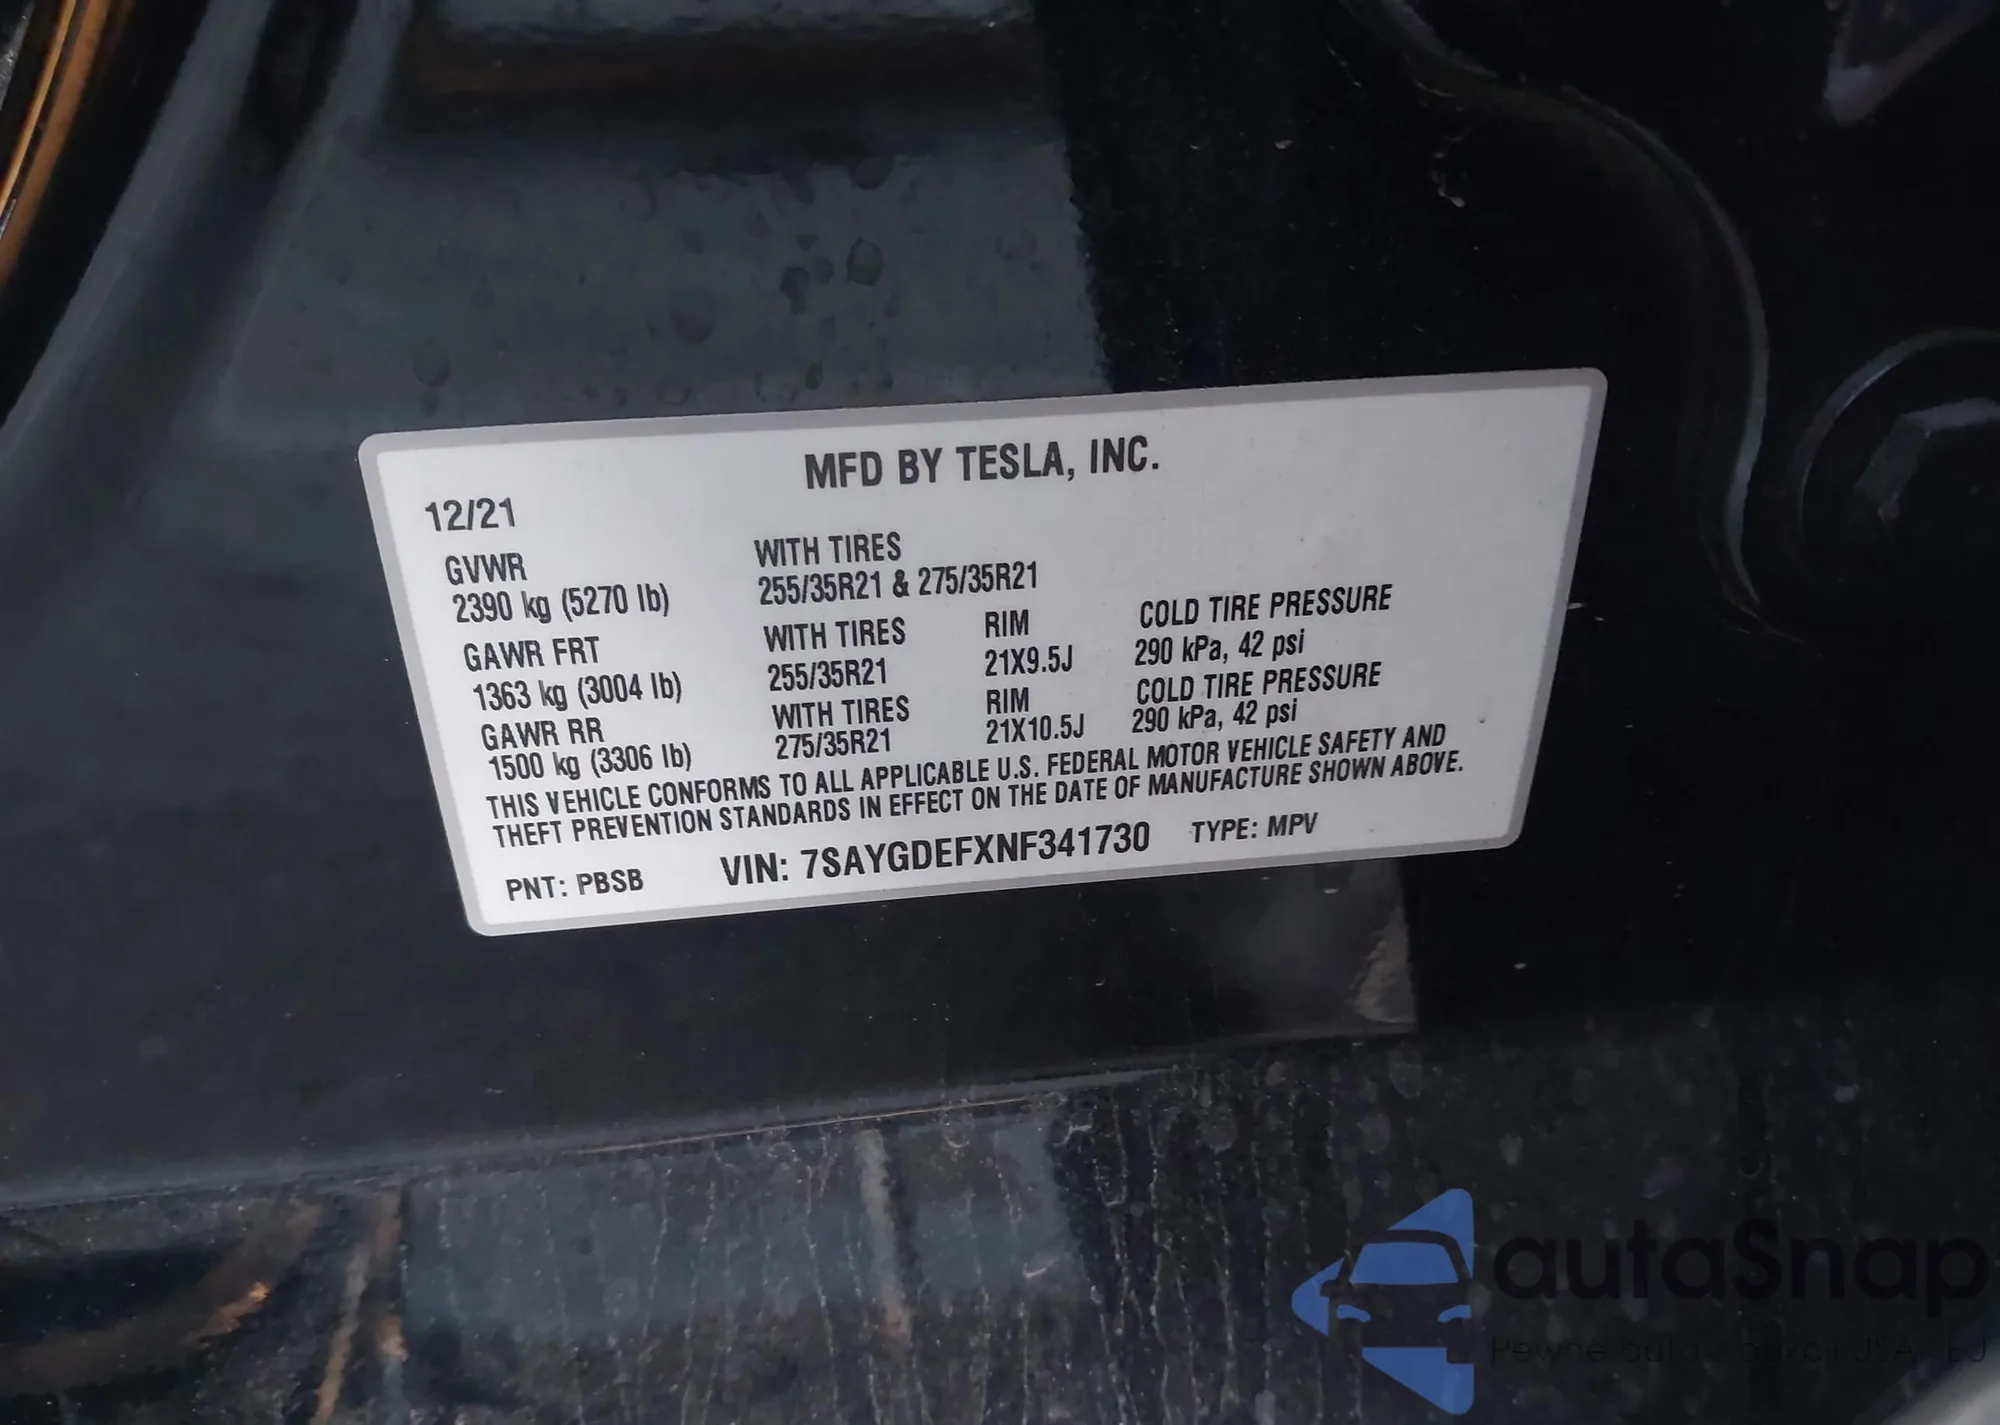 MFD BY TESLA, INC.
12/21
GVWR WITH TIRES
2390 kg (5270 lb) 255/35R21 & 275/35R21
GAWR FRT WITH TIRES RIM COLD TIRE PRESSURE
1363 kg (3004 lb) 255/35R21 21X9.5J 290 kPa, 42 psi
GAWR RR WITH TIRES RIM COLD TIRE PRESSURE
1500 kg (3306 lb) 275/35R21 21X10.5J 290 kPa, 42 psi
THIS VEHICLE CONFORMS TO ALL APPLICABLE U.S. FEDERAL MOTOR VEHICLE SAFETY AND
THEFT PREVENTION STANDARDS IN EFFECT ON THE DATE OF MANUFACTURE SHOWN ABOVE.
PNT: PBSB VIN: 7SAYGDEFXNF341730 TYPE: MPV
autaSnap
Pewne auta